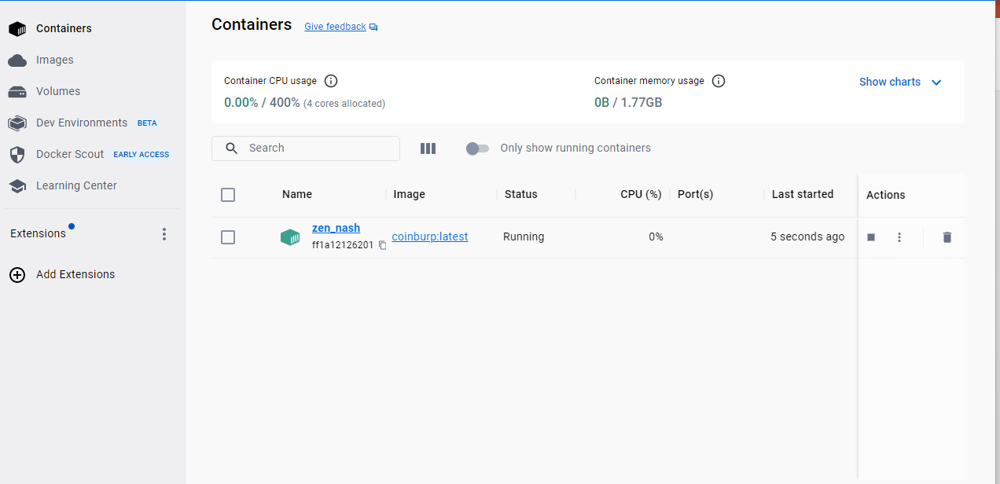 Containers
Images
Volumes
Dev Environments BETA
Docker Scout EARLY ACCESS
Learning Center
Extensions
Add Extensions
Containers Give feedback
Container CPU usage
0.00% / 400% (4 cores allocated)
Container memory usage
0B / 1.77GB
Show charts
Search
Only show running containers
Name Image Status CPU (%) Port(s) Last started Actions
zen_nash
ff1a12126201
coinburp:latest Running 0% 5 seconds ago